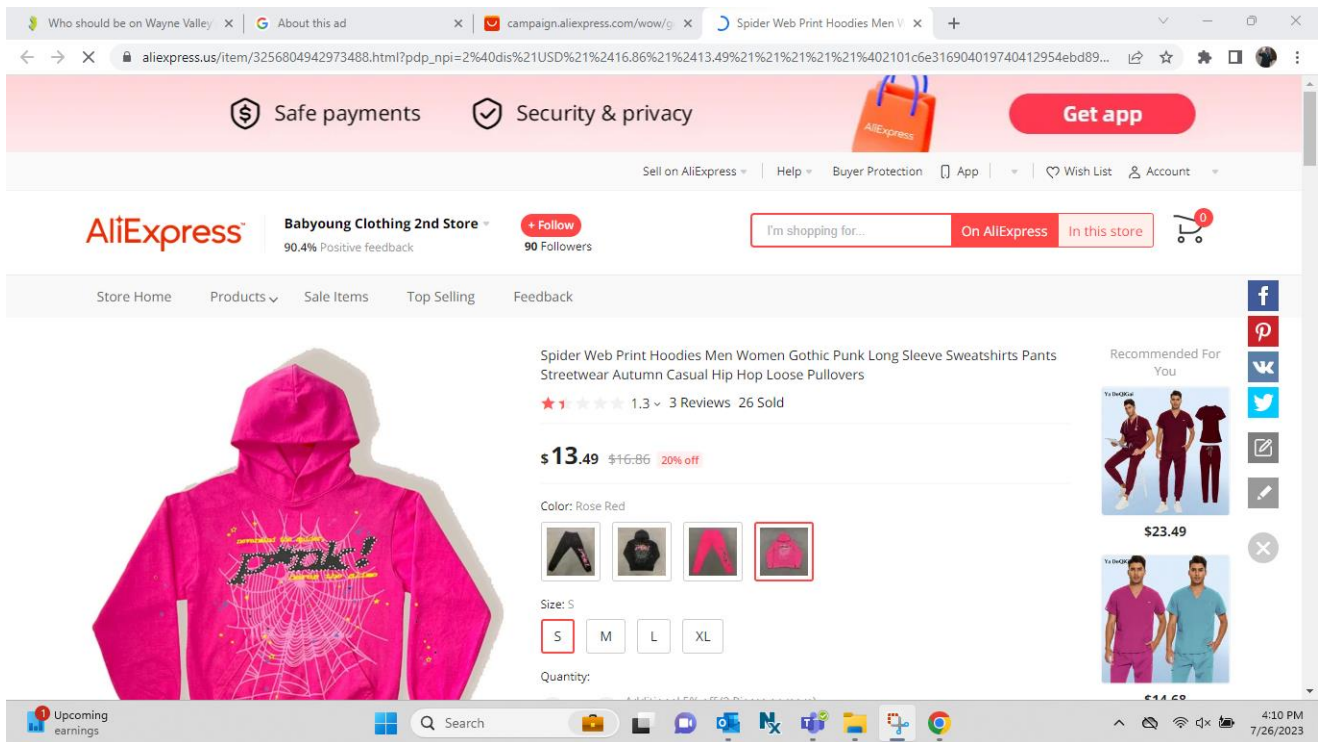 Who should be on Wayne Valley
About this ad
campaign.aliexpress.com/wow/g
Spider Web Print Hoodies Men W
aliexpress.us/item/3256804942973488.html?pdp_npi=2%40dis%21USD%21%2416.86%21%2413.49%21%21%21%21%21%402101c6e316904019740412954ebd89...
Safe payments
Security & privacy
AliExpress
Get app
Sell on AliExpress
Help
Buyer Protection
App
Wish List
Account
AliExpress
Babyoung Clothing 2nd Store
90.4% Positive feedback
+ Follow
90 Followers
I'm shopping for...
On AliExpress
In this store
0
Store Home
Products
Sale Items
Top Selling
Feedback
Spider Web Print Hoodies Men Women Gothic Punk Long Sleeve Sweatshirts Pants
Streetwear Autumn Casual Hip Hop Loose Pullovers
1.3
3 Reviews
26 Sold
$13.49 $16.86 20% off
Color: Rose Red
Size: S
S
M
L
XL
Quantity:
p*nk!
Recommended For
You
$23.49
$14.68
Upcoming
earnings
1
Search
4:10 PM
7/26/2023